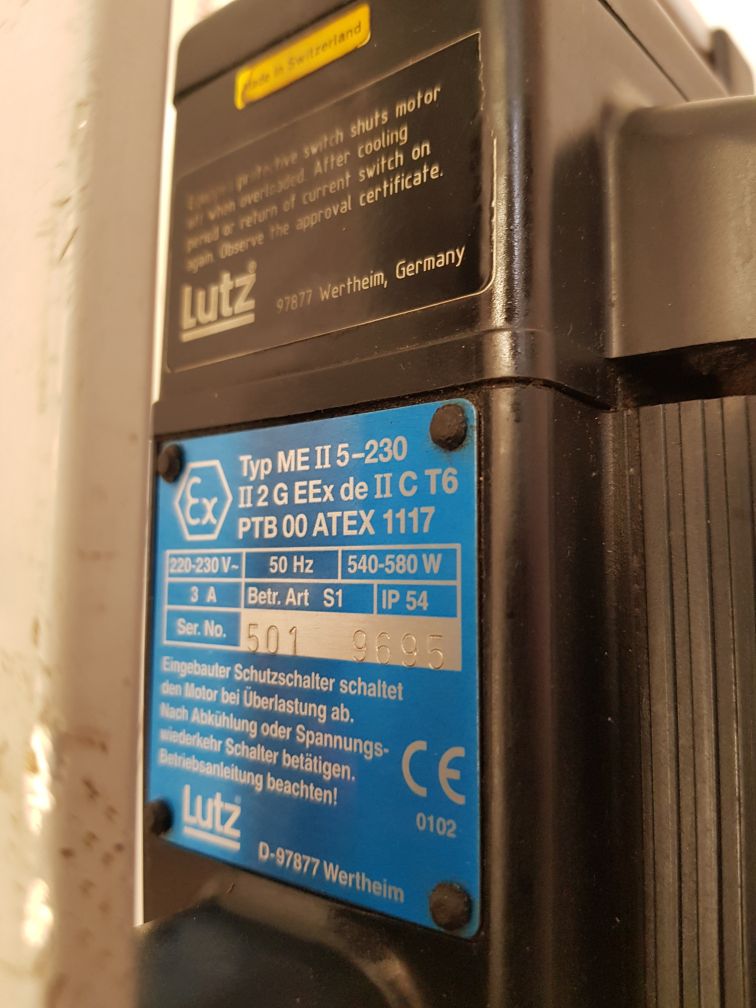 Made in Switzerland
protective switch shuts motor
off when overloaded. After cooling
period or return of current switch on
again. Observe the approval certificate.
Lutz® 97877 Wertheim, Germany
Ex
Typ ME II 5-230
II 2 G EEx de II C T6
PTB 00 ATEX 1117
220-230 V~ 50 Hz 540-580 W
3 A Betr. Art S1 IP 54
Ser. No. 501 9695
Eingebauter Schutzschalter schaltet
den Motor bei Überlastung ab.
Nach Abkühlung oder Spannungs-
wiederkehr Schalter betätigen.
Betriebsanleitung beachten!
CE
0102
Lutz
D-97877 Wertheim